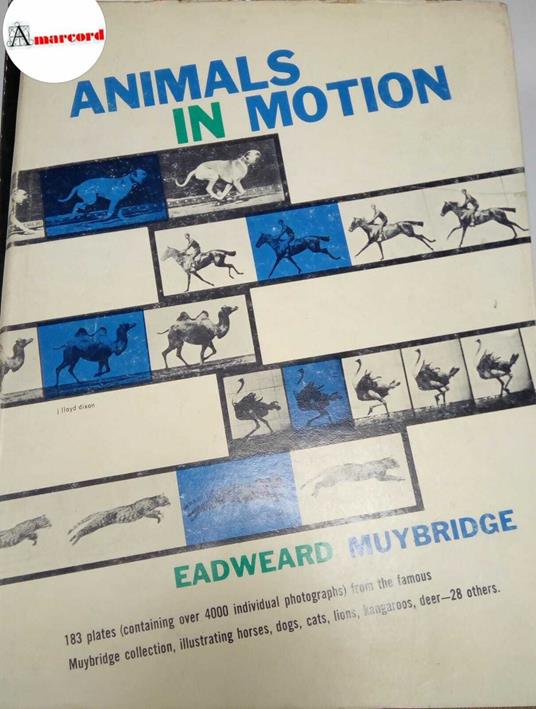 Amarcord
ANIMALS
IN MOTION
j lloyd dixon
EADWEARD MUYBRIDGE
183 plates (containing over 4000 individual photographs) from the famous
Muybridge collection, illustrating horses, dogs, cats, lions, kangaroos, deer—28 others.